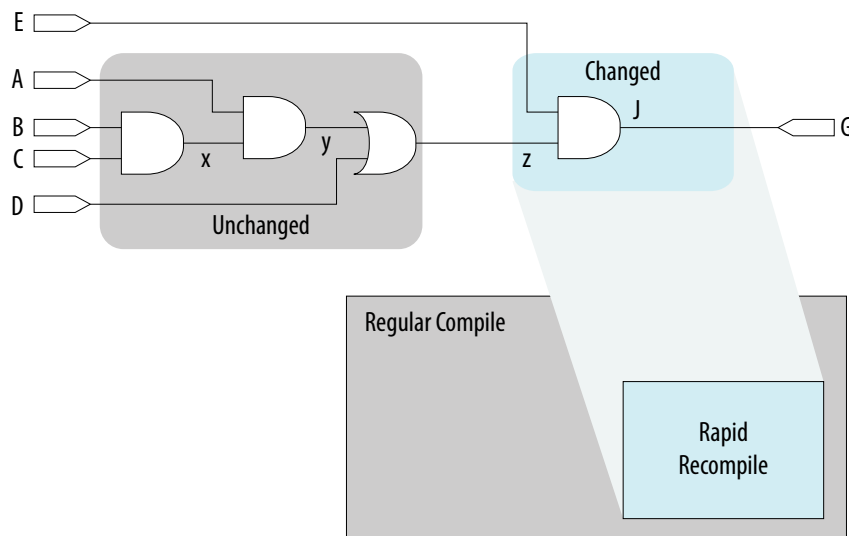 E
A
B
C
D
x
y
Unchanged
Changed
J
z
G
Regular Compile
Rapid
Recompile